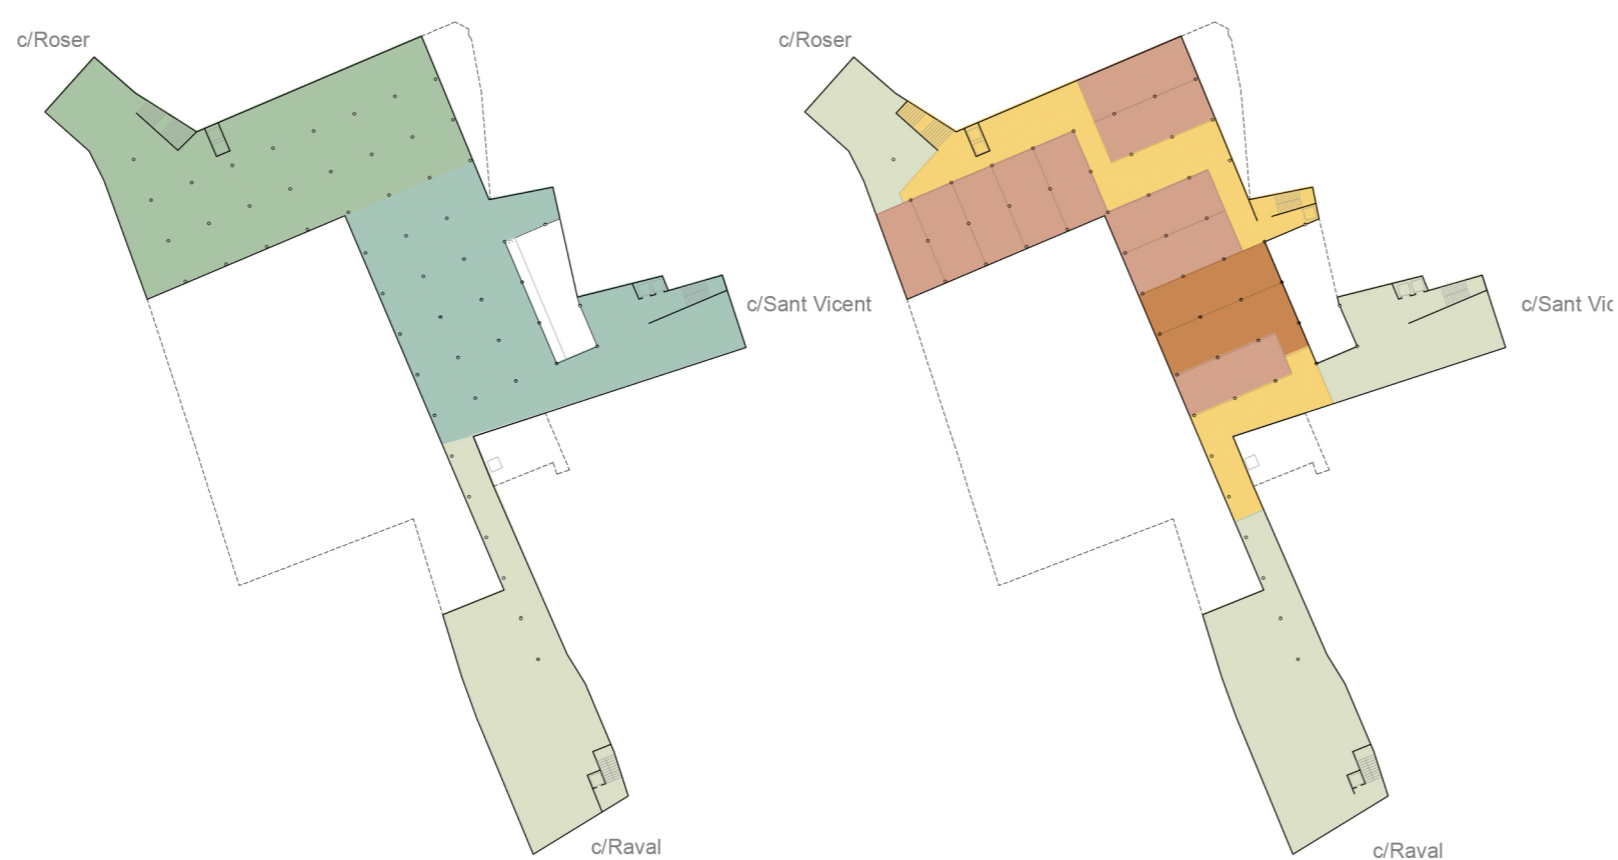 c/Roser
c/Roser
c/Sant Vicent
c/Sant Vic
c/Raval
c/Raval